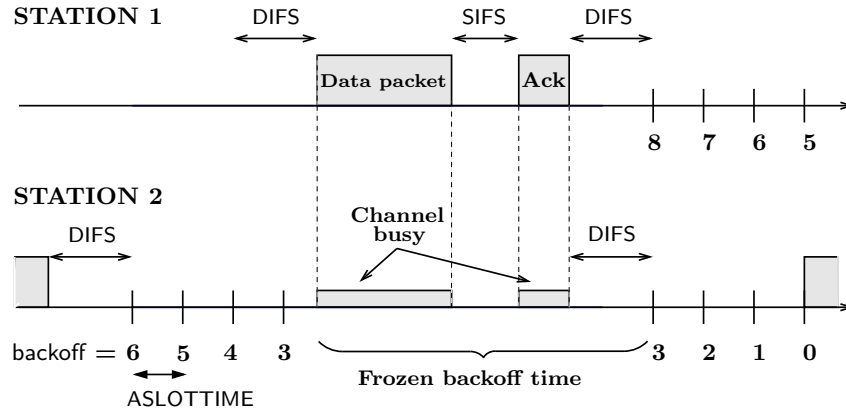 STATION 1
DIFS SIFS DIFS
Data packet Ack
8 7 6 5
STATION 2
DIFS Channel busy DIFS
backoff = 6 5 4 3 3 2 1 0
Frozen backoff time
ASLOTTIME